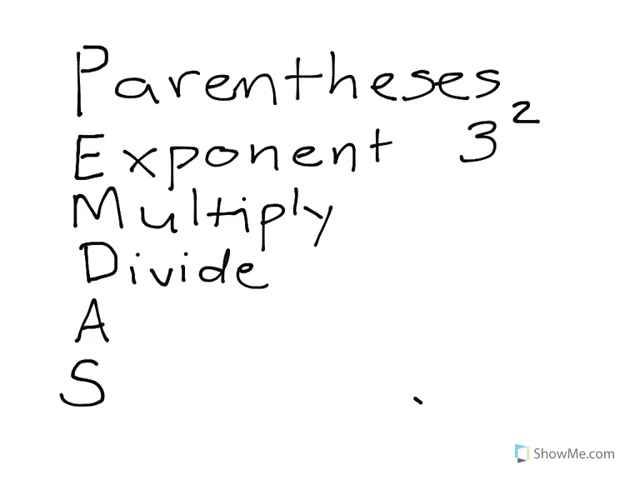 Parentheses
Exponent 3²
Multiply
Divide
A
S
ShowMe.com